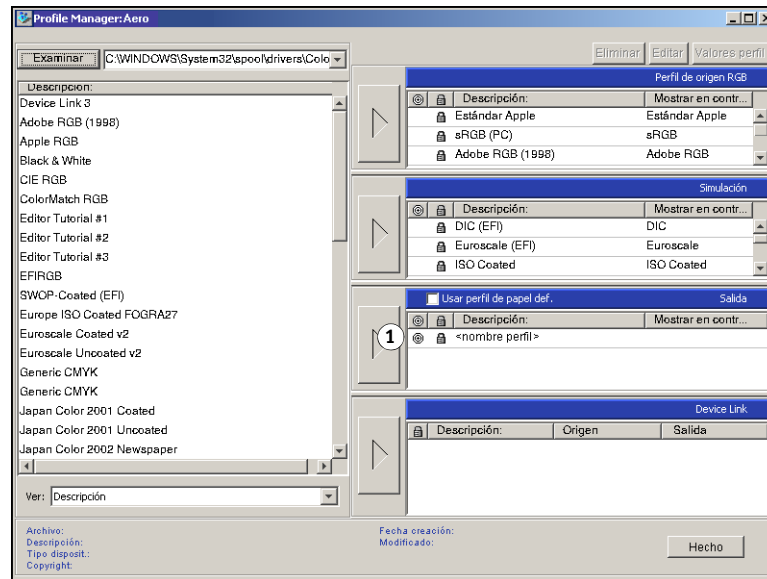 Profile Manager:Aero
Examinar
C:\WINDOWS\System32\spool\drivers\Colo
Eliminar
Editar
Valores perfil
Descripción:
Device Link 3
Adobe RGB (1998)
Apple RGB
Black & White
CIE RGB
ColorMatch RGB
Editor Tutorial #1
Editor Tutorial #2
Editor Tutorial #3
EFIRGB
SWOP-Coated (EFI)
Europe ISO Coated FOGRA27
Euroscale Coated v2
Euroscale Uncoated v2
Generic CMYK
Generic CMYK
Japan Color 2001 Coated
Japan Color 2001 Uncoated
Japan Color 2002 Newspaper
Ver: Descripción
Perfil de origen RGB
Descripción: Mostrar en contr...
Estándar Apple Estándar Apple
sRGB (PC) sRGB
Adobe RGB (1998) Adobe RGB
Simulación
Descripción: Mostrar en contr...
DIC (EFI) DIC
Euroscale (EFI) Euroscale
ISO Coated ISO Coated
Usar perfil de papel def. Salida
Descripción: Mostrar en contr...
1
<nombre perfil>
Device Link
Descripción: Origen Salida
Archivo:
Descripción:
Tipo disposit.:
Copyright:
Fecha creación:
Modificado:
Hecho